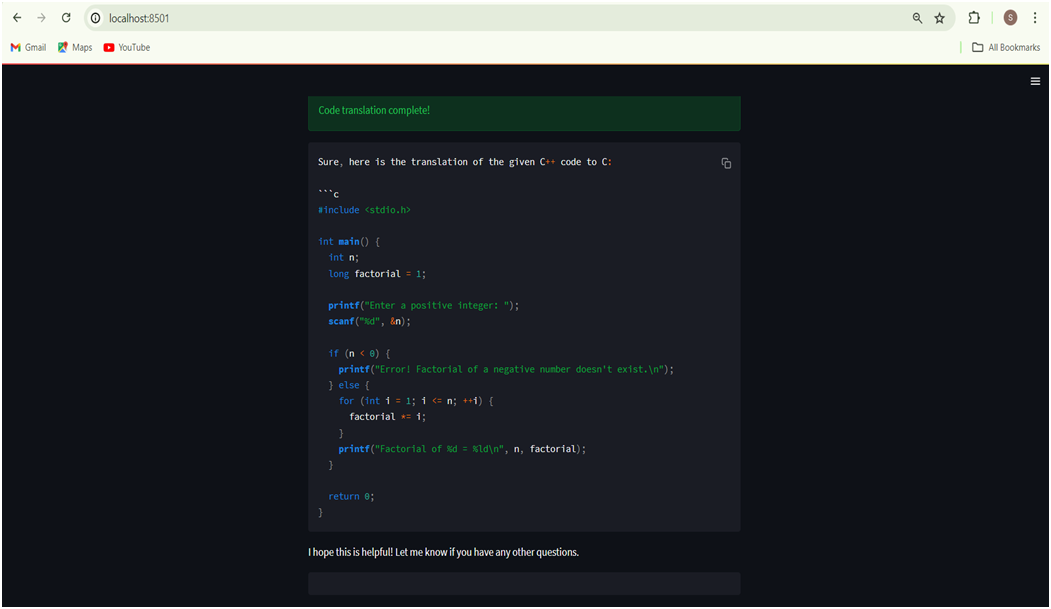 localhost:8501
S
Gmail
Maps
YouTube
All Bookmarks
Code translation complete!
Sure, here is the translation of the given C++ code to C:
```c
#include <stdio.h>
int main() {
  int n;
  long factorial = 1;
  printf("Enter a positive integer: ");
  scanf("%d", &n);
  if (n < 0) {
    printf("Error! Factorial of a negative number doesn't exist.\n");
  } else {
    for (int i = 1; i <= n; ++i) {
      factorial *= i;
    }
    printf("Factorial of %d = %ld\n", n, factorial);
  }
  return 0;
}
I hope this is helpful! Let me know if you have any other questions.